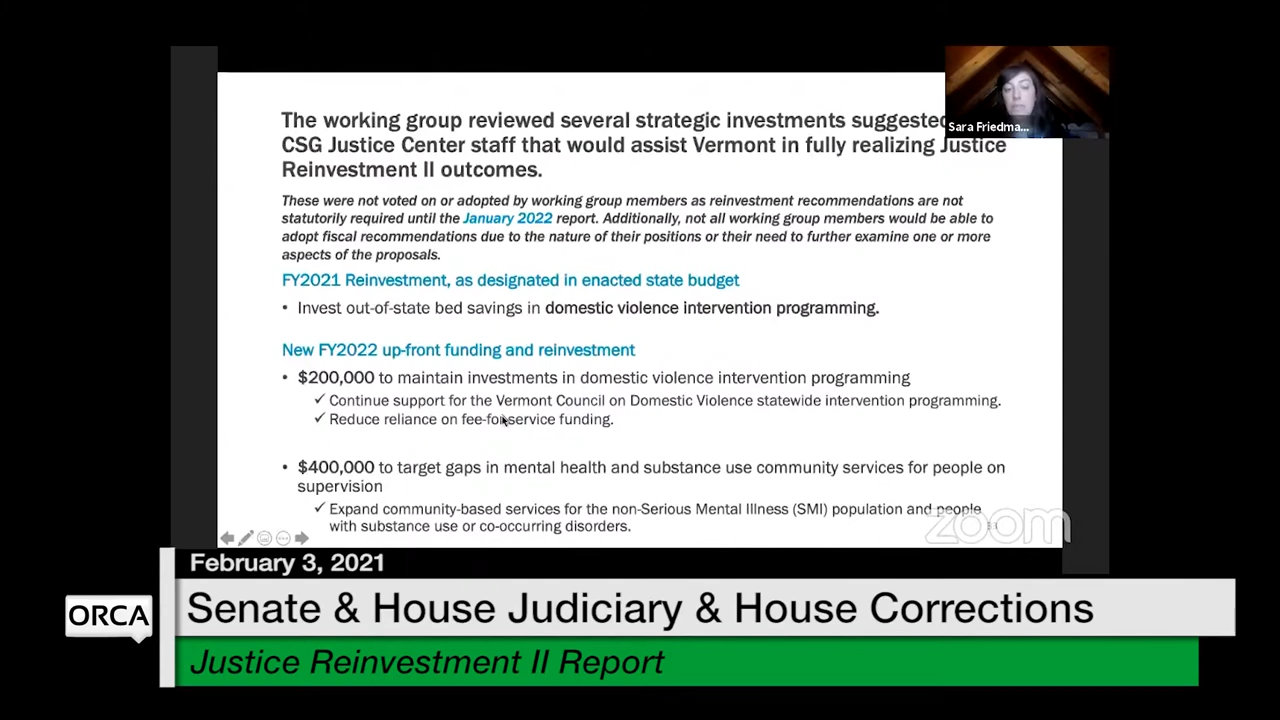 The working group reviewed several strategic investments suggested
CSG Justice Center staff that would assist Vermont in fully realizing Justice
Reinvestment II outcomes.
These were not voted on or adopted by working group members as reinvestment recommendations are not
statutorily required until the January 2022 report. Additionally, not all working group members would be able to
adopt fiscal recommendations due to the nature of their positions or their need to further examine one or more
aspects of the proposals.
FY2021 Reinvestment, as designated in enacted state budget
• Invest out-of-state bed savings in domestic violence intervention programming.
New FY2022 up-front funding and reinvestment
• $200,000 to maintain investments in domestic violence intervention programming
✓ Continue support for the Vermont Council on Domestic Violence statewide intervention programming.
✓ Reduce reliance on fee-for-service funding.
• $400,000 to target gaps in mental health and substance use community services for people on
supervision
✓ Expand community-based services for the non-Serious Mental Illness (SMI) population and people
with substance use or co-occurring disorders.
Sara Friedma...
zoom
February 3, 2021
ORCA
Senate & House Judiciary & House Corrections
Justice Reinvestment II Report